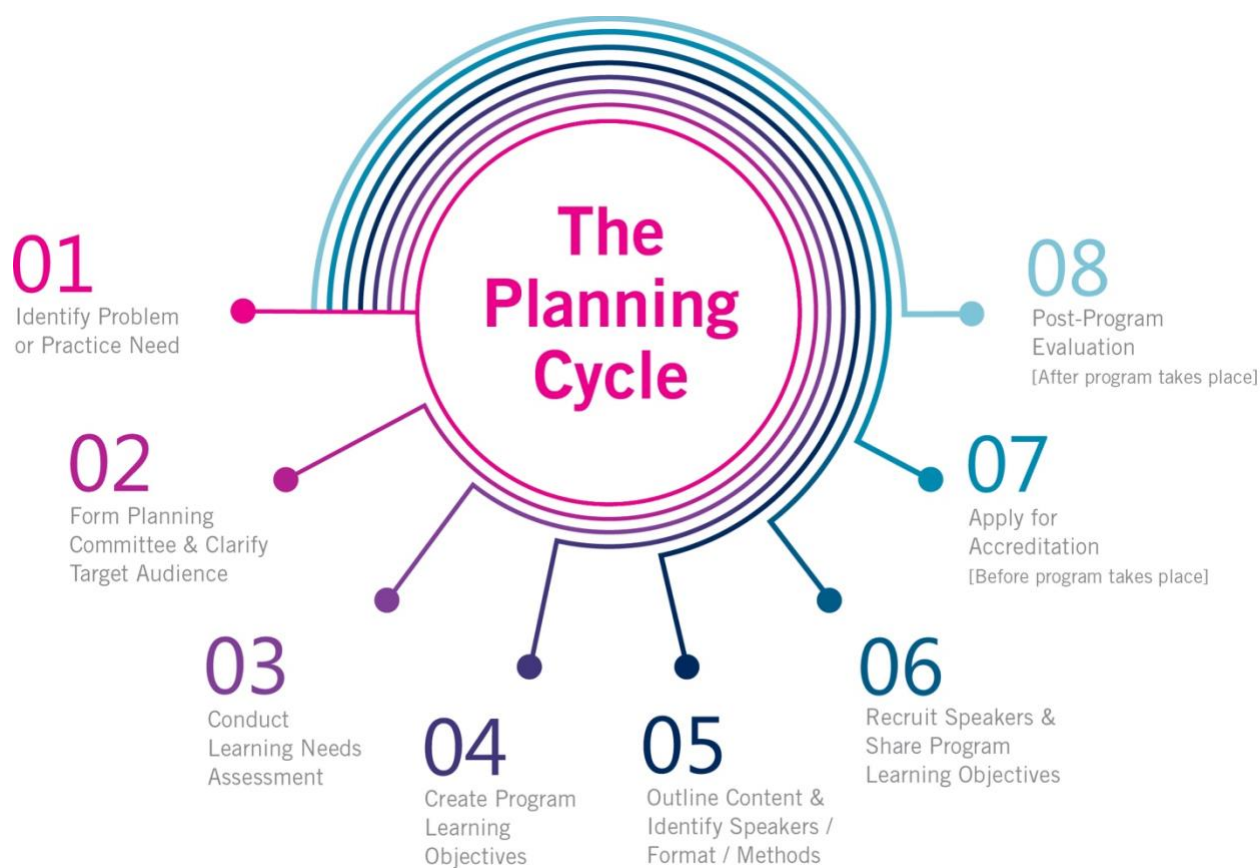 The
Planning
Cycle
01
Identify Problem
or Practice Need
02
Form Planning
Committee & Clarify
Target Audience
03
Conduct
Learning Needs
Assessment
04
Create Program
Learning
Objectives
05
Outline Content &
Identify Speakers /
Format / Methods
06
Recruit Speakers &
Share Program
Learning Objectives
07
Apply for
Accreditation
[Before program takes place]
08
Post-Program
Evaluation
[After program takes place]